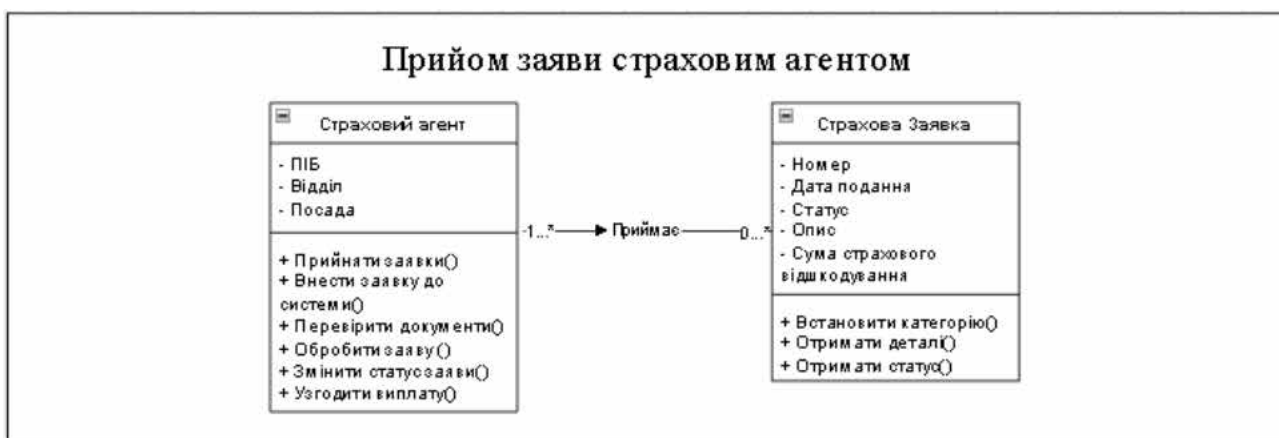 Прийом заяви страховим агентом
Страховий агент
- ПІБ
- Відділ
- Посада
+ Прийняти заявки()
+ Внести заявку до
системи()
+ Перевірити документи()
+ Обробити заяву()
+ Змінити статус заяви()
+ Узгодити виплату()
1...*
Приймає
0...*
Страхова Заявка
- Номер
- Дата подання
- Статус
- Опис
- Сума страхового
відшкодування
+ Встановити категорію()
+ Отримати деталі()
+ Отримати статус()